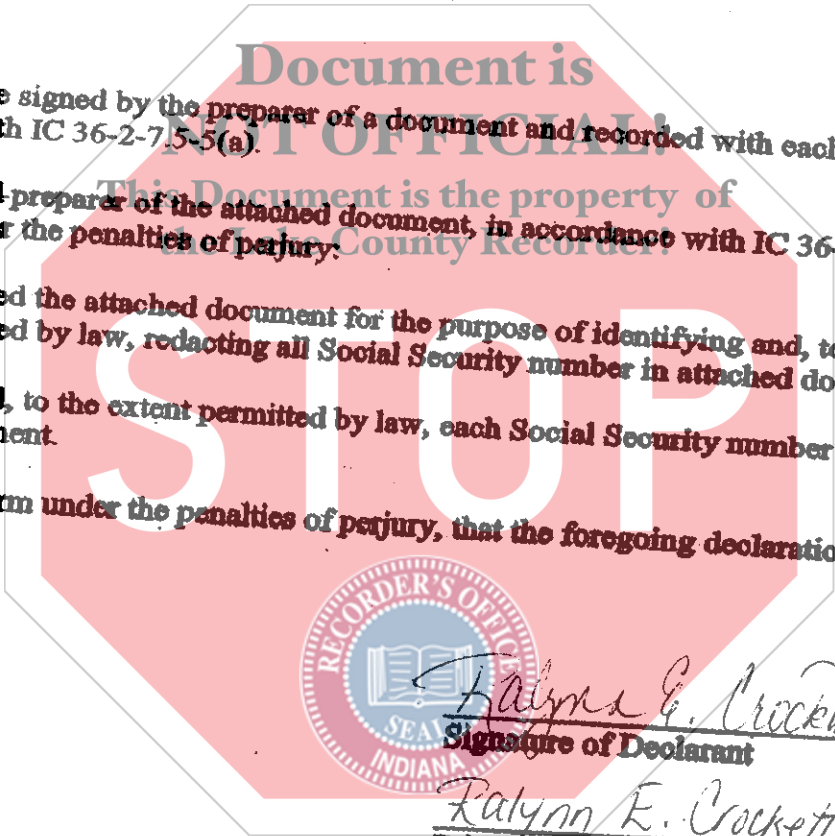 Document is
NOT OFFICIAL!
This Document is the property of
the Lake County Recorder!
STOP
e signed by the preparer of a document and recorded with each
th IC 36-2-7.5-5(a).
preparer of the attached document, in accordance with IC 36-
r the penalties of perjury:
ed the attached document for the purpose of identifying and, to
ed by law, redacting all Social Security number in attached do
, to the extent permitted by law, each Social Security number
ment.
rm under the penalties of perjury, that the foregoing declaratio
RECORDER'S OFFICE
SEAL
INDIANA
Ralynn E. Crocke
Signature of Declarant
Ralynn E. Crockett